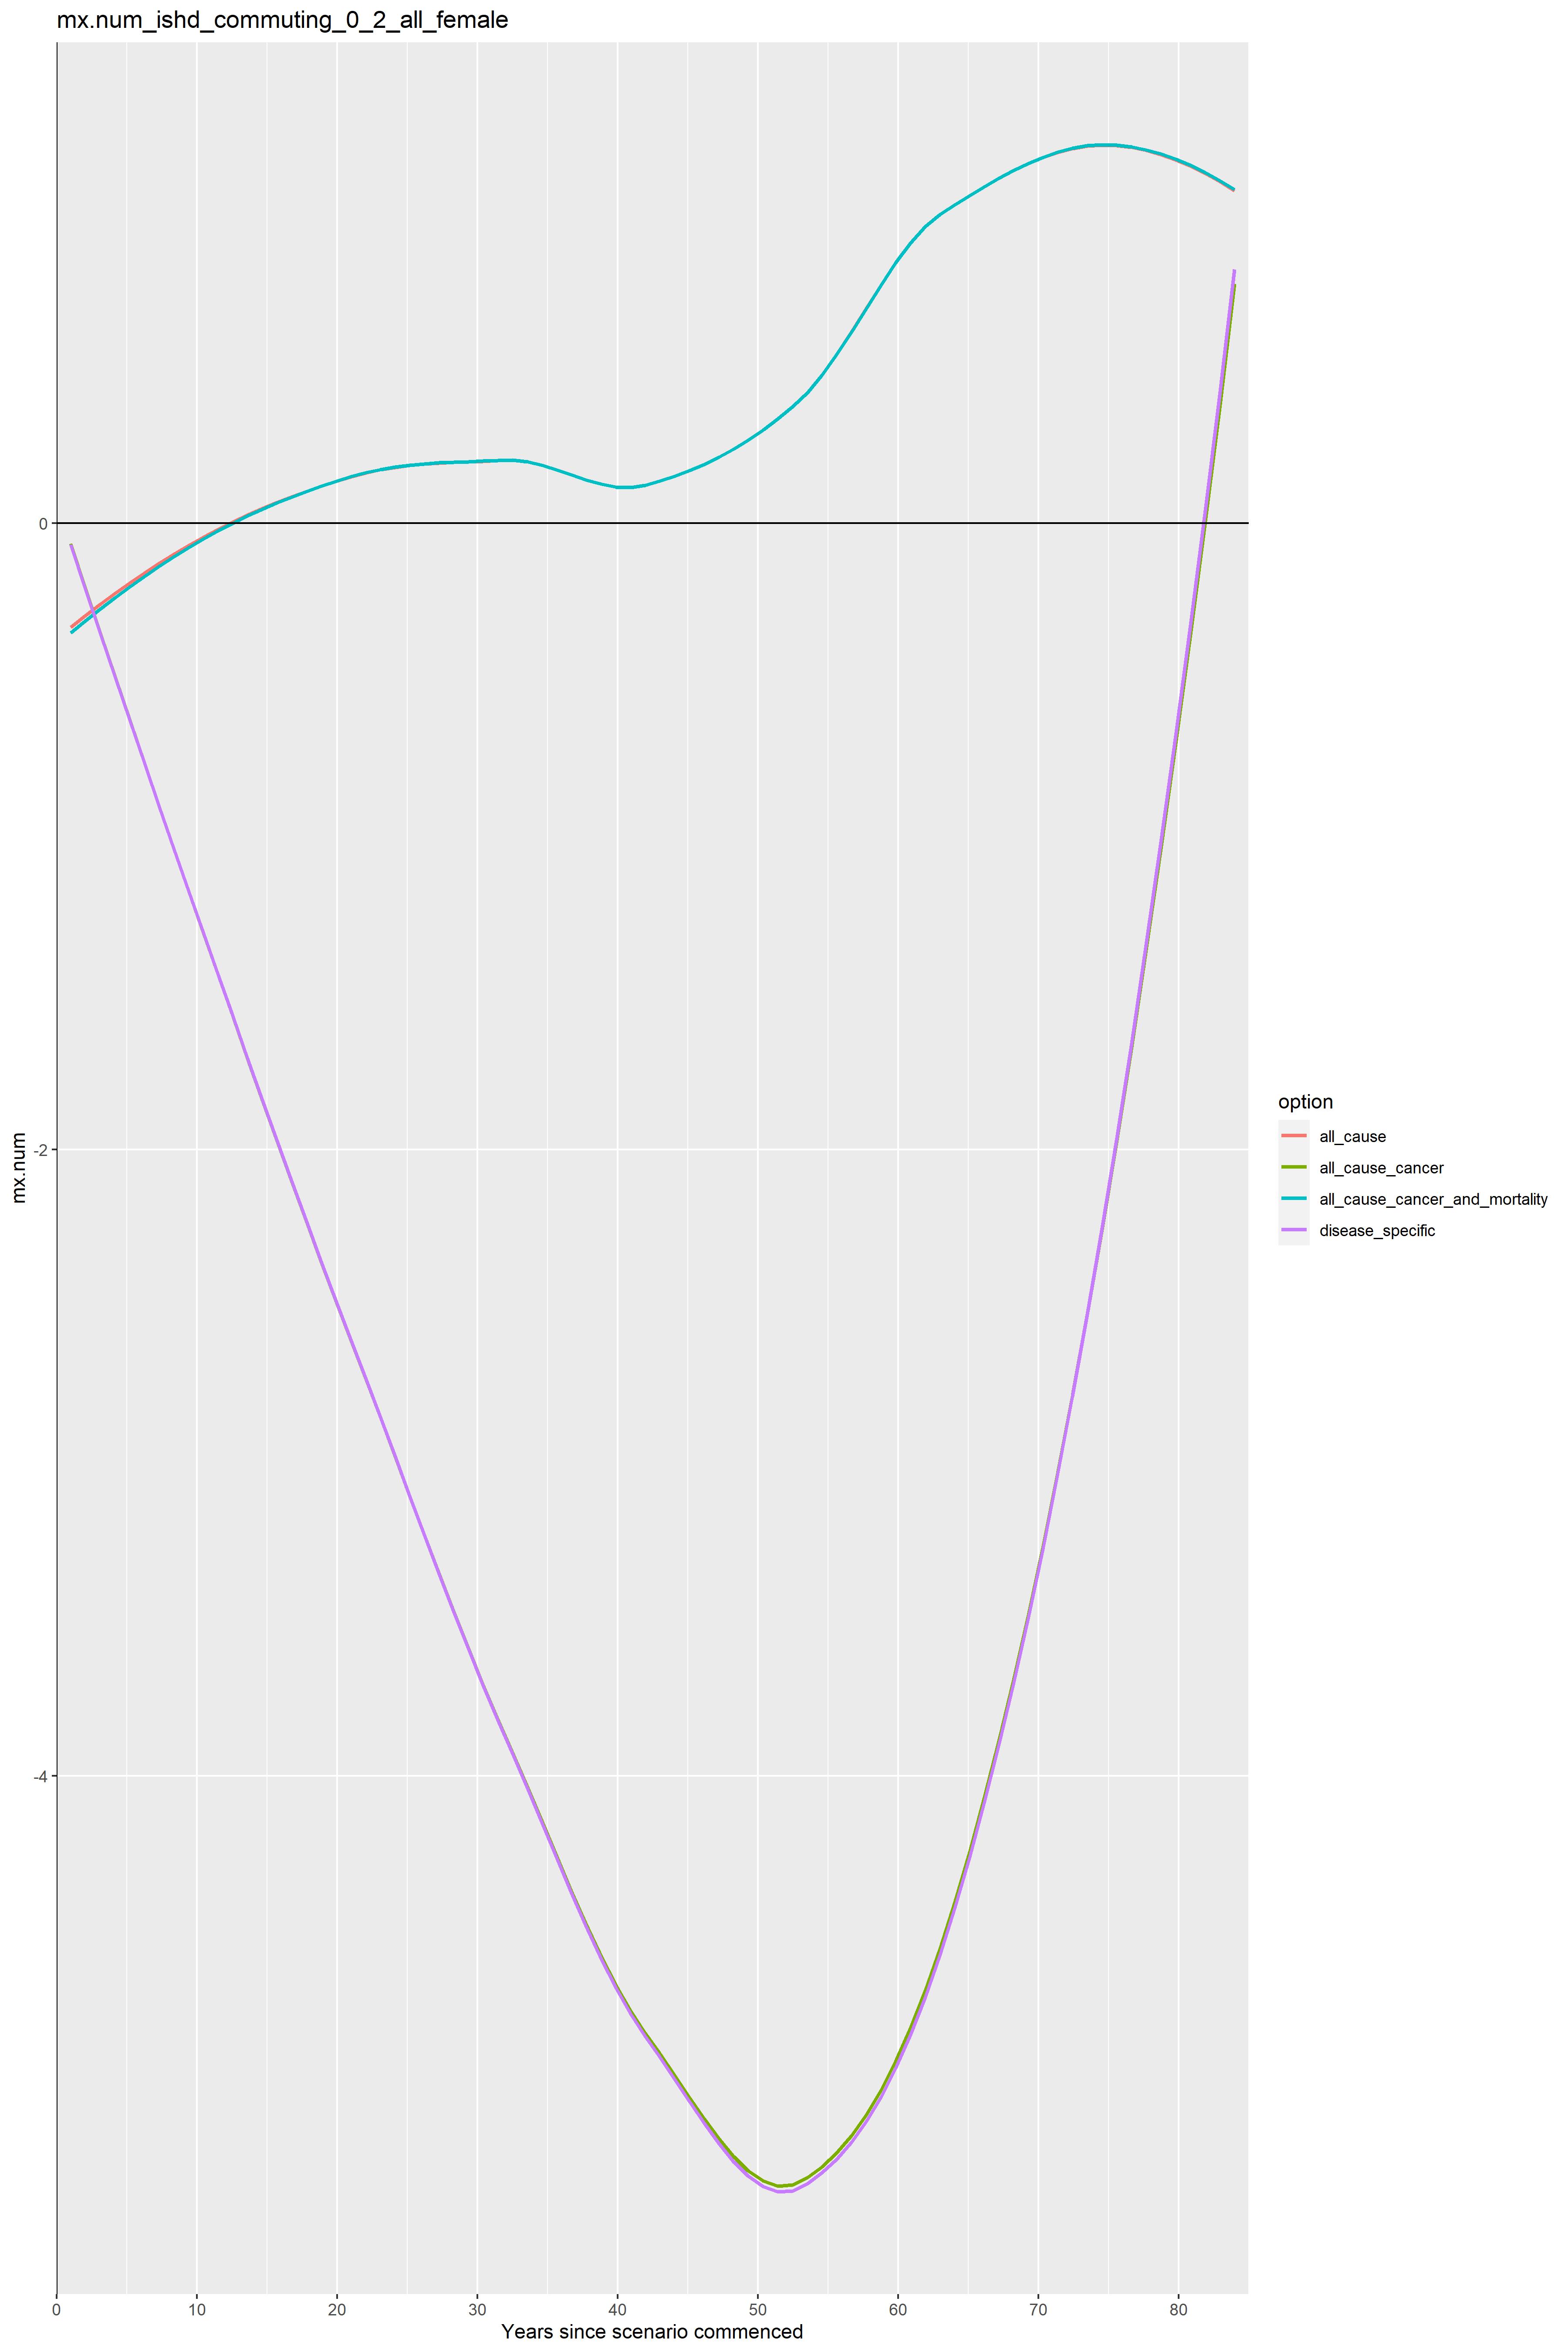 mx.num_ishd_commuting_0_2_all_female
0
-2
-4
mx.num
0 10 20 30 40 50 60 70 80
Years since scenario commenced
option
all_cause
all_cause_cancer
all_cause_cancer_and_mortality
disease_specific